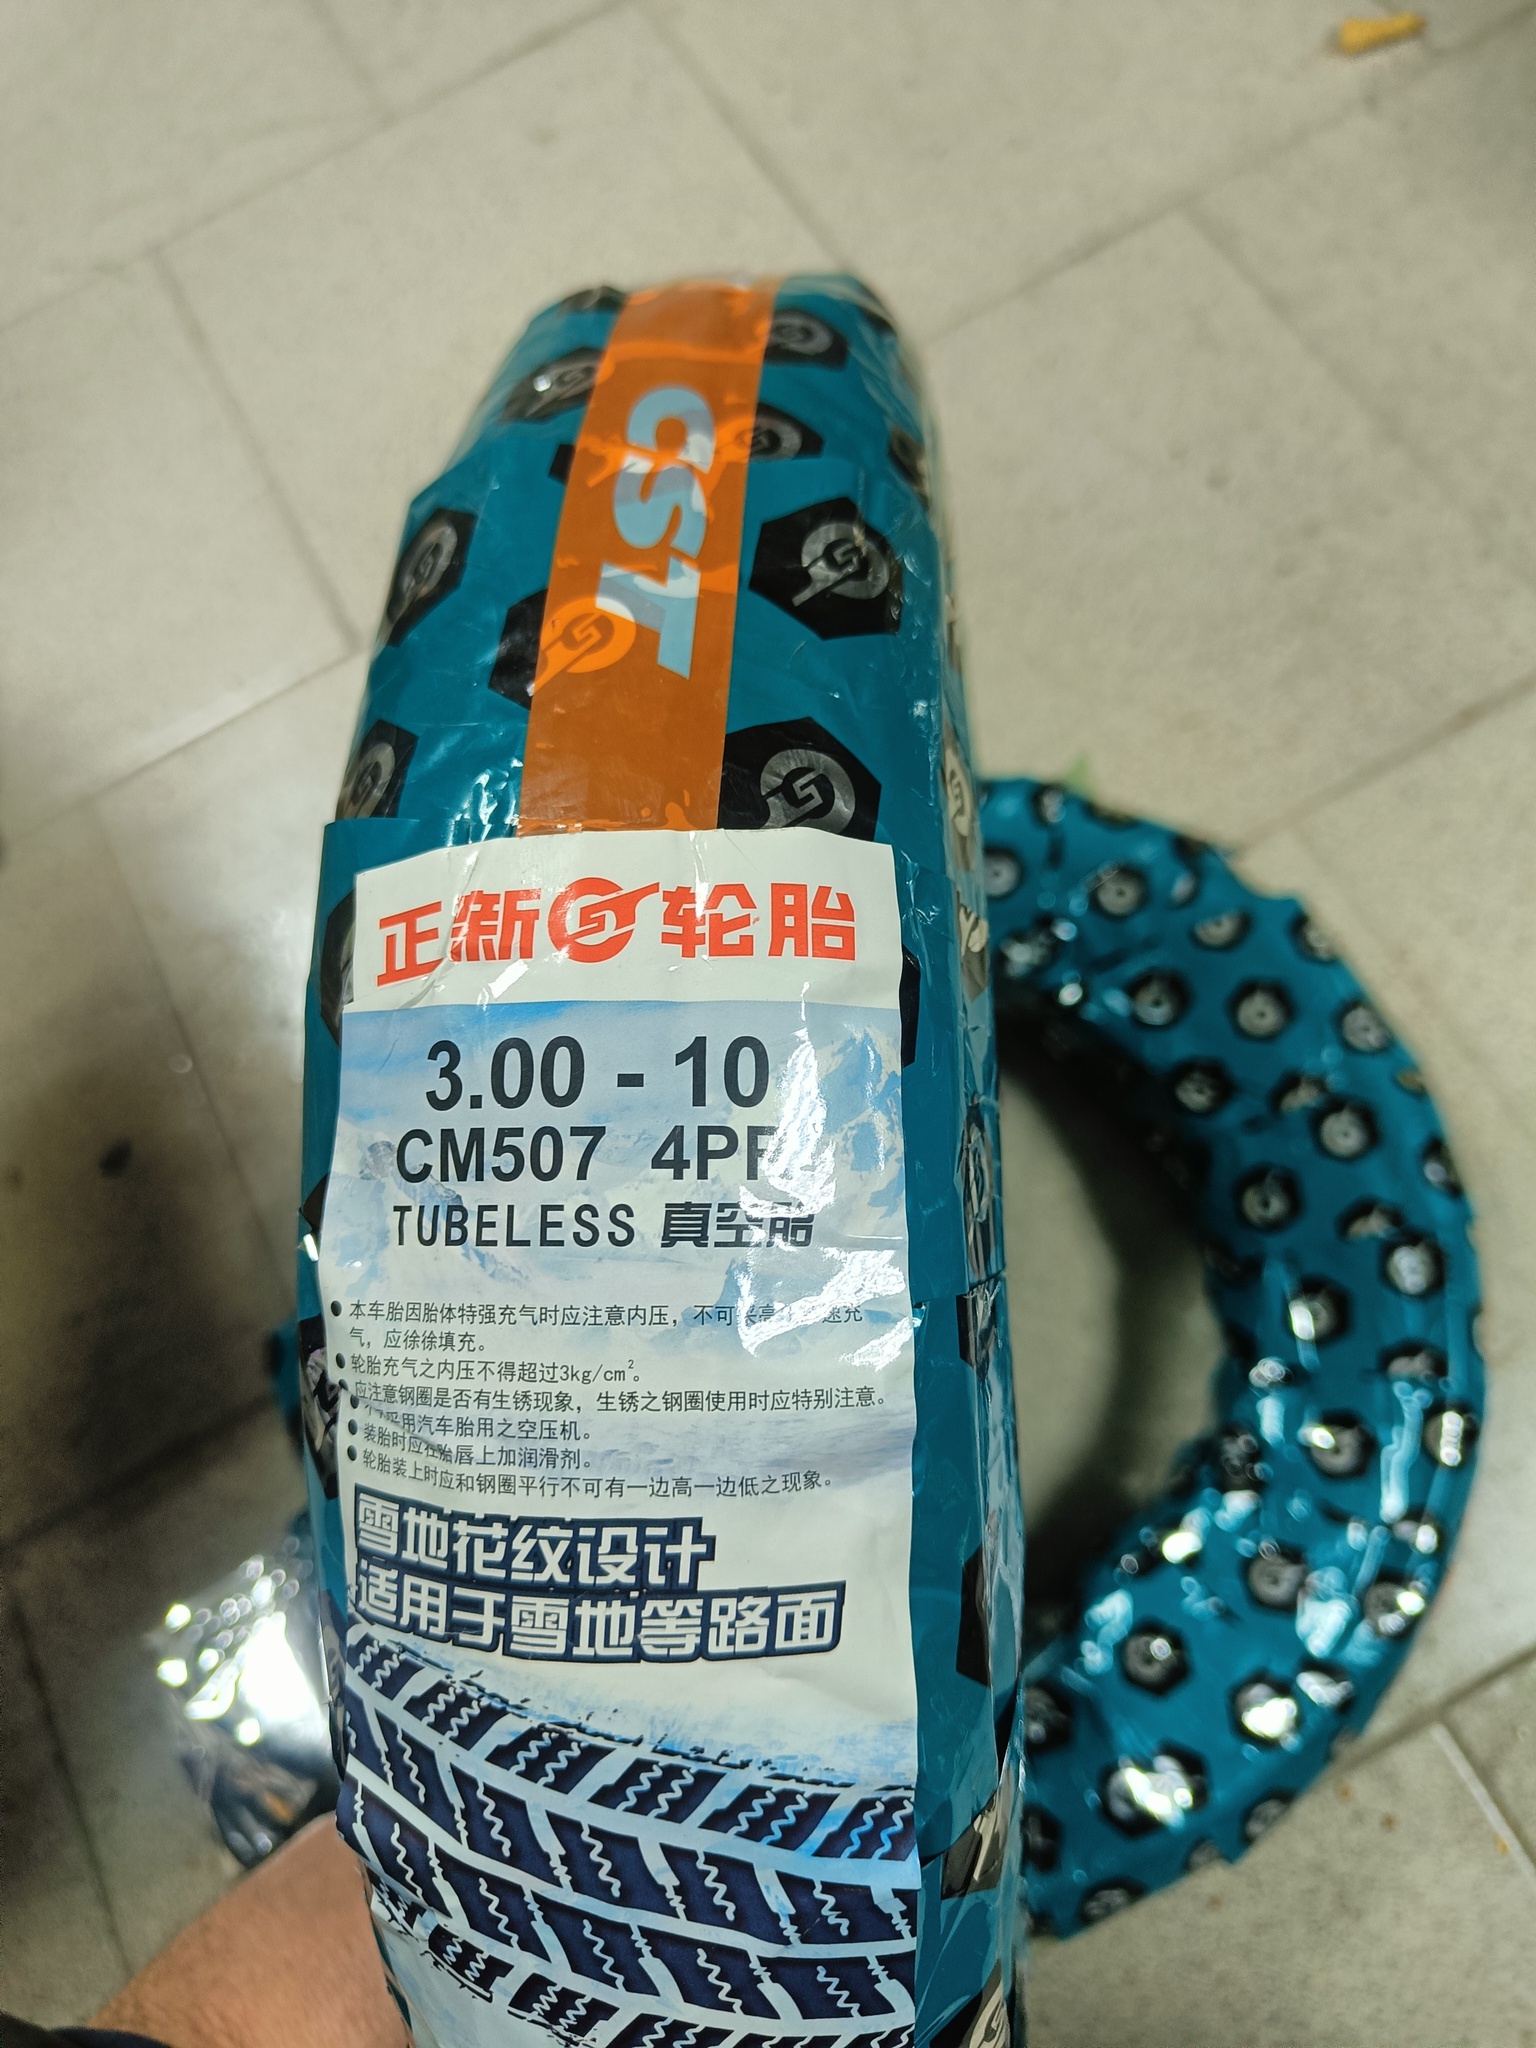 CST
正新 轮胎
3.00 - 10
CM507 4PR
TUBELESS 真空胎
● 本车胎因胎体特强充气时应注意内压，不可 充
气，应徐徐填充。
● 轮胎充气之内压不得超过3kg/cm²。
● 应注意钢圈是否有生锈现象，生锈之钢圈使用时应特别注意。
● 采用汽车胎用之空压机。
● 装胎时应在胎唇上加润滑剂。
● 轮胎装上时应和钢圈平行不可有一边高一边低之现象。
雪地花纹设计
适用于雪地等路面